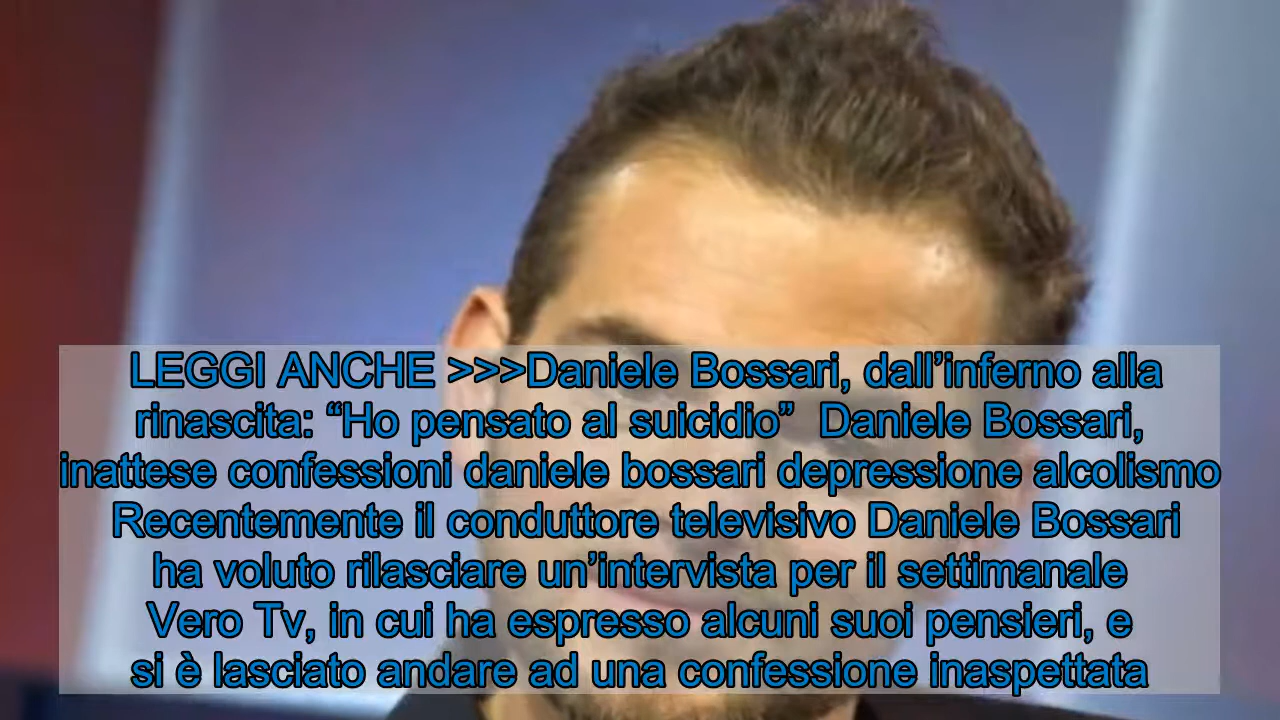 LEGGI ANCHE >>>Daniele Bossari, dall’inferno alla
rinascita: “Ho pensato al suicidio”  Daniele Bossari,
inattese confessioni daniele bossari depressione alcolismo
Recentemente il conduttore televisivo Daniele Bossari
ha voluto rilasciare un’intervista per il settimanale
Vero Tv, in cui ha espresso alcuni suoi pensieri, e
si è lasciato andare ad una confessione inaspettata